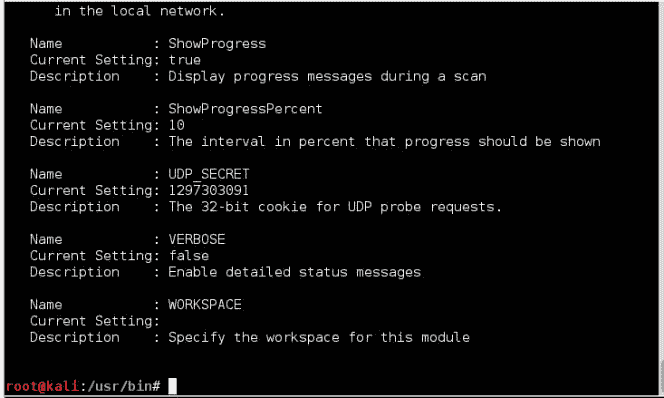 in the local network.
Name : ShowProgress
Current Setting: true
Description : Display progress messages during a scan
Name : ShowProgressPercent
Current Setting: 10
Description : The interval in percent that progress should be shown
Name : UDP_SECRET
Current Setting: 1297303091
Description : The 32-bit cookie for UDP probe requests.
Name : VERBOSE
Current Setting: false
Description : Enable detailed status messages
Name : WORKSPACE
Current Setting:
Description : Specify the workspace for this module
root@kali:/usr/bin#